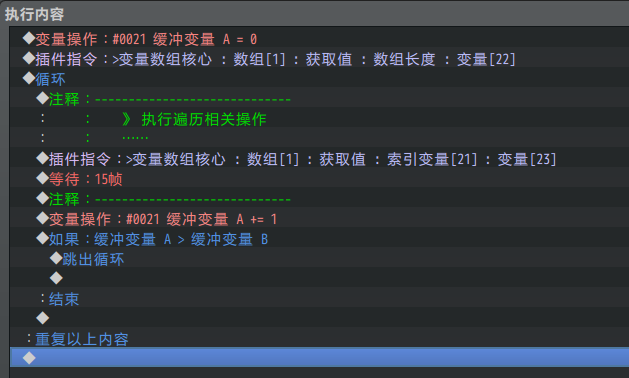 执行内容
◆变量操作：#0021 缓冲变量 A = 0
◆插件指令：>变量数组核心 : 数组[1] : 获取值 : 数组长度 : 变量[22]
◆循环
◆注释：-----------------------------
：　　：　　》 执行遍历相关操作
：　　：　　……
◆插件指令：>变量数组核心 : 数组[1] : 获取值 : 索引变量[21] : 变量[23]
◆等待：15帧
◆注释：-----------------------------
◆变量操作：#0021 缓冲变量 A += 1
◆如果：缓冲变量 A > 缓冲变量 B
◆跳出循环
◆
：结束
◆
：重复以上内容
◆